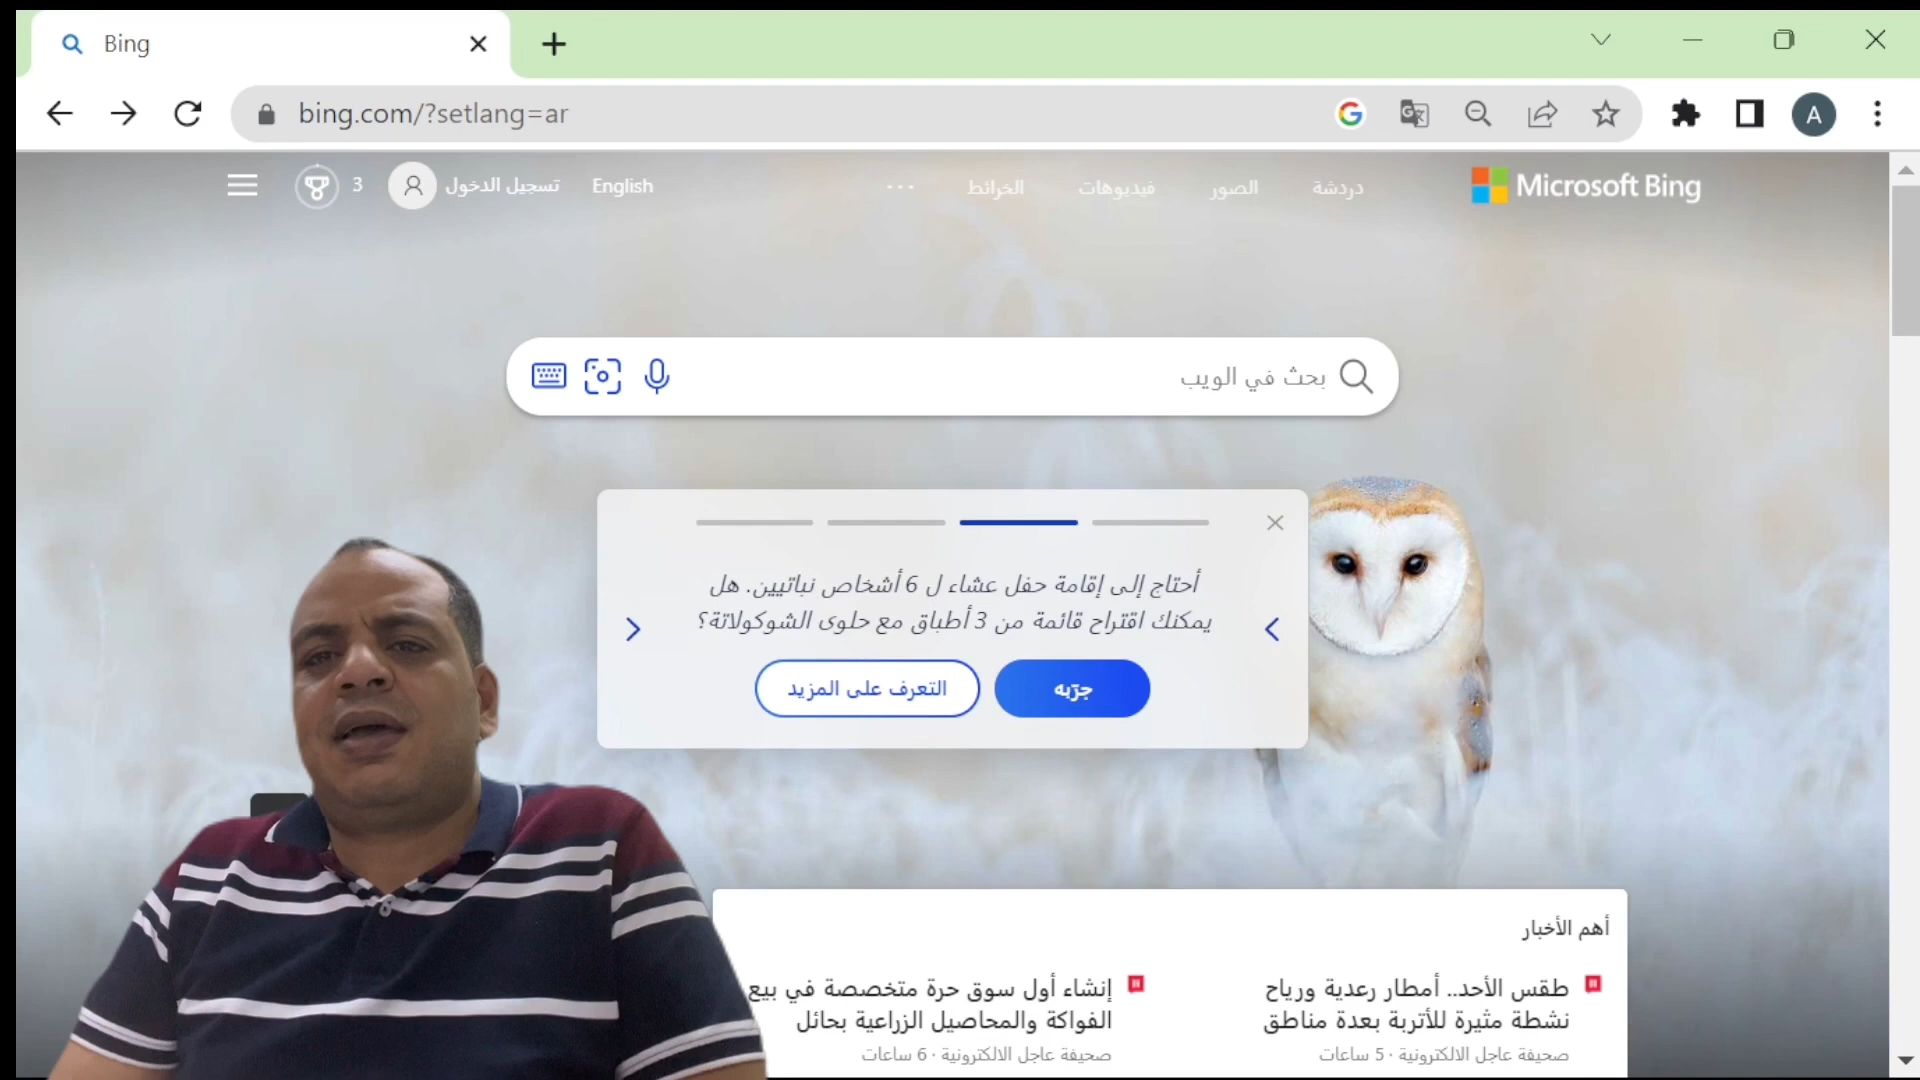 Bing
bing.com/?setlang=ar
A
3
تسجيل الدخول
English
الخرائط
فيديوهات
الصور
دردشة
Microsoft Bing
بحث في الويب
أحتاج إلى إقامة حفل عشاء ل 6 أشخاص نباتيين. هل
يمكنك اقتراح قائمة من 3 أطباق مع حلوى الشوكولاتة؟
جرّبه
التعرف على المزيد
أهم الأخبار
طقس الأحد.. أمطار رعدية ورياح
نشطة مثيرة للأتربة بعدة مناطق
صحيفة عاجل الالكترونية · 5 ساعات
إنشاء أول سوق حرة متخصصة في بيع
الفواكة والمحاصيل الزراعية بحائل
صحيفة عاجل الالكترونية · 6 ساعات